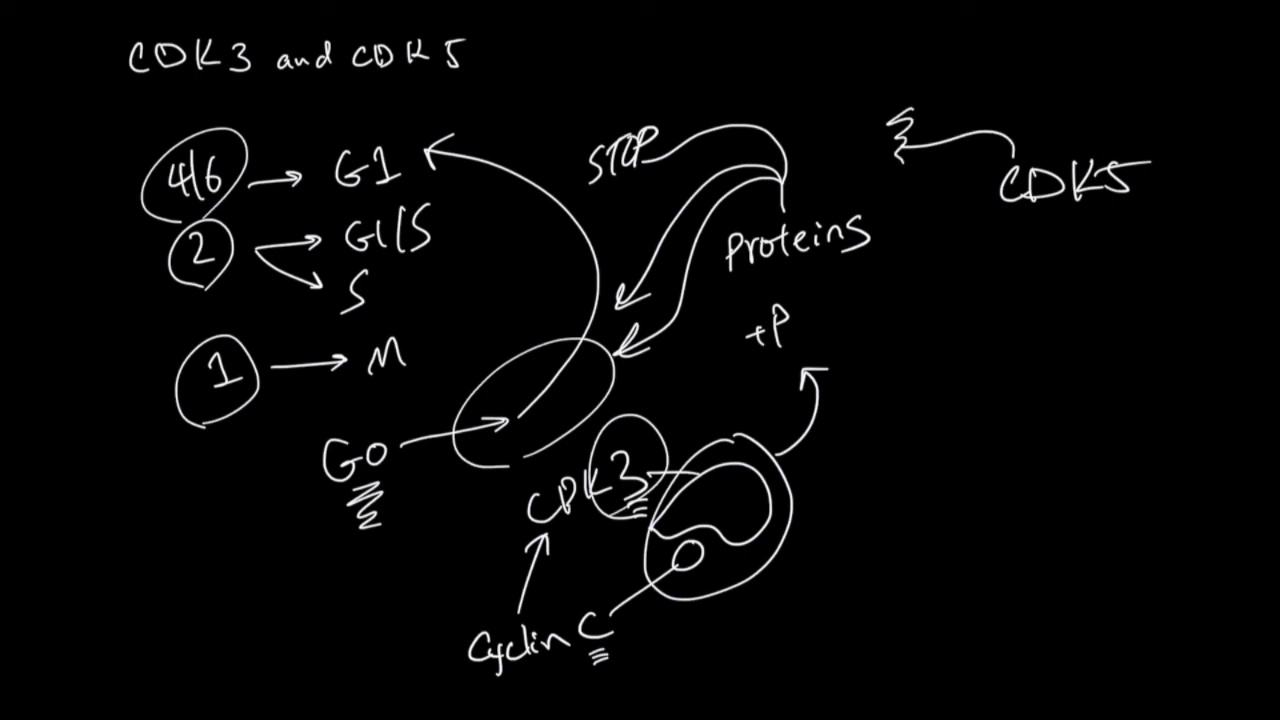 CDK3 and CDK5
4/6 → G1
STOP
CDK5
2 → G1/S
S
Proteins
+P
1 → M
G0
CDK3
Cyclin C